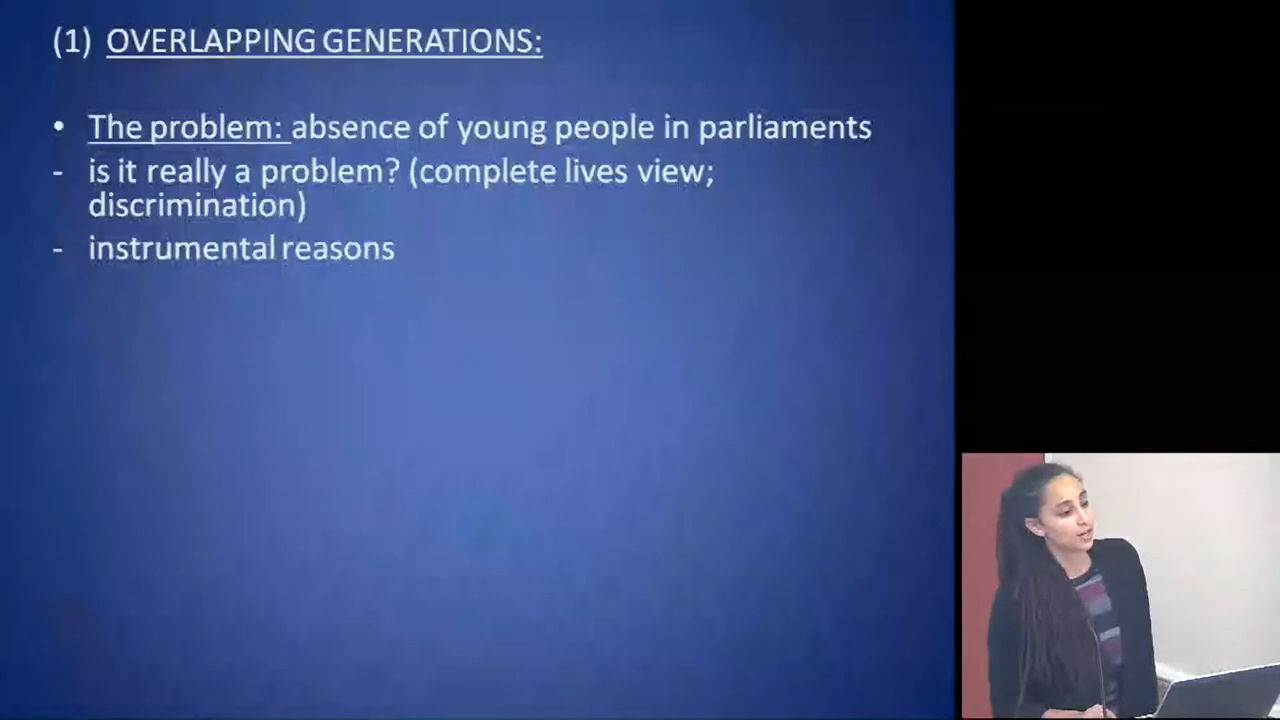 (1) OVERLAPPING GENERATIONS:
• The problem: absence of young people in parliaments
- is it really a problem? (complete lives view;
discrimination)
- instrumental reasons